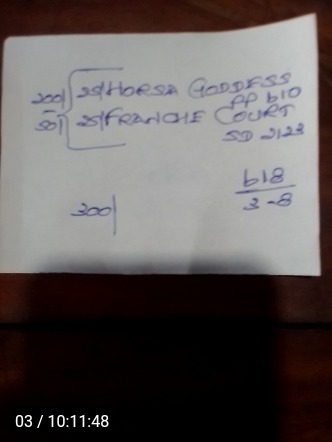 200/ 25/ HORSA GODDESS
PP 610
50/ 25/ FRANCHE COURT
SD 2123
618
3-8
300/
03 / 10:11:48